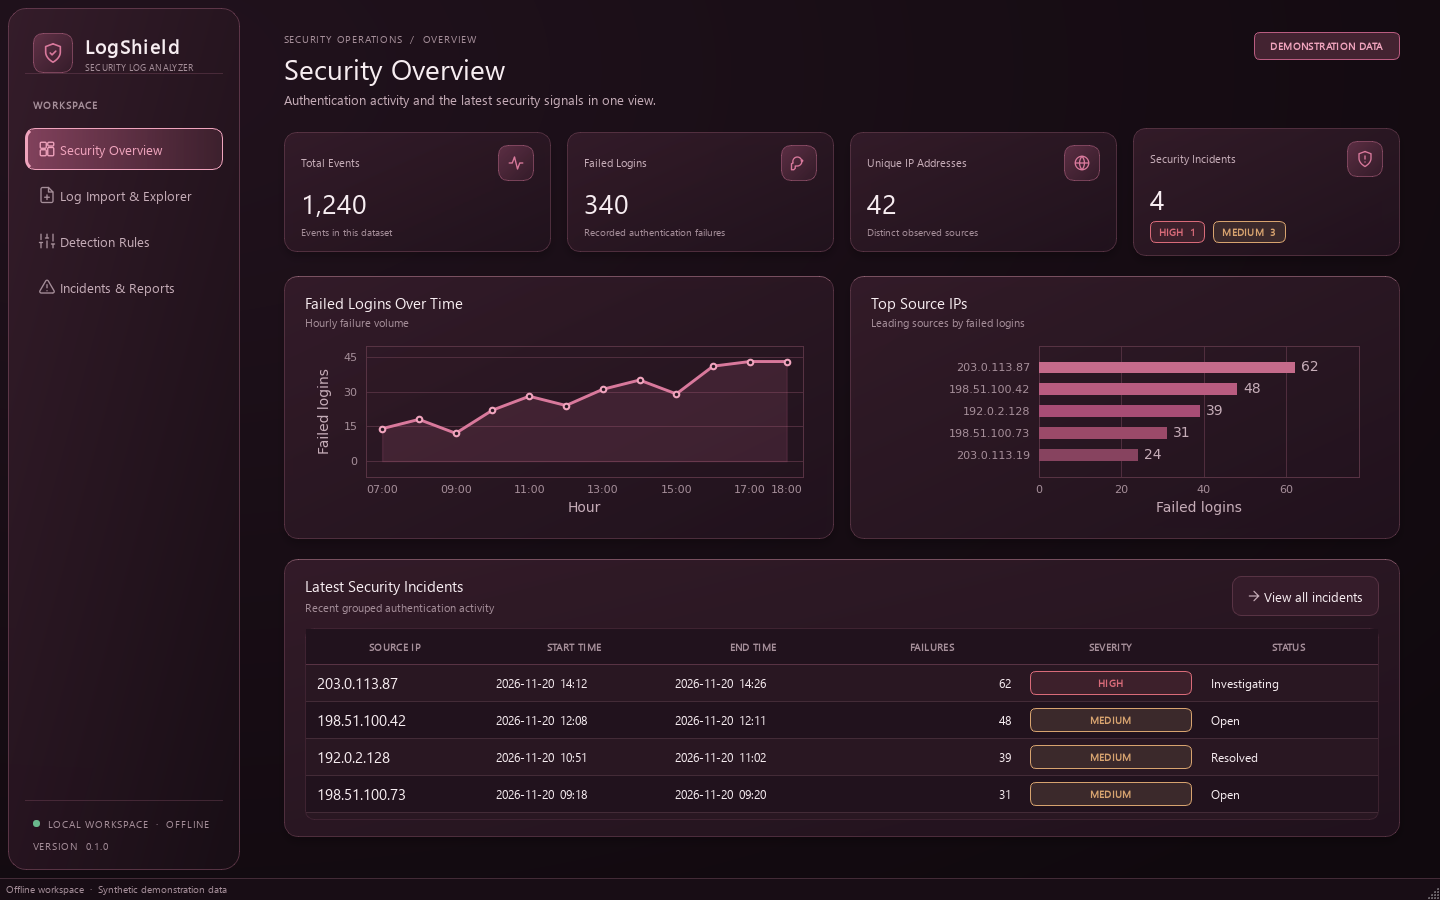 LogShield
SECURITY LOG ANALYZER
WORKSPACE
Security Overview
Log Import & Explorer
Detection Rules
Incidents & Reports
LOCAL WORKSPACE · OFFLINE
VERSION 0.1.0
SECURITY OPERATIONS / OVERVIEW
Security Overview
Authentication activity and the latest security signals in one view.
DEMONSTRATION DATA
Total Events
1,240
Events in this dataset
Failed Logins
340
Recorded authentication failures
Unique IP Addresses
42
Distinct observed sources
Security Incidents
4
HIGH 1 MEDIUM 3
Failed Logins Over Time
Hourly failure volume
Failed logins
45
30
15
0
07:00 09:00 11:00 13:00 15:00 17:00 18:00
Hour
Top Source IPs
Leading sources by failed logins
203.0.113.87 62
198.51.100.42 48
192.0.2.128 39
198.51.100.73 31
203.0.113.19 24
0 20 40 60
Failed logins
Latest Security Incidents
Recent grouped authentication activity
View all incidents
SOURCE IP START TIME END TIME FAILURES SEVERITY STATUS
203.0.113.87 2026-11-20 14:12 2026-11-20 14:26 62 HIGH Investigating
198.51.100.42 2026-11-20 12:08 2026-11-20 12:11 48 MEDIUM Open
192.0.2.128 2026-11-20 10:51 2026-11-20 11:02 39 MEDIUM Resolved
198.51.100.73 2026-11-20 09:18 2026-11-20 09:20 31 MEDIUM Open
Offline workspace · Synthetic demonstration data